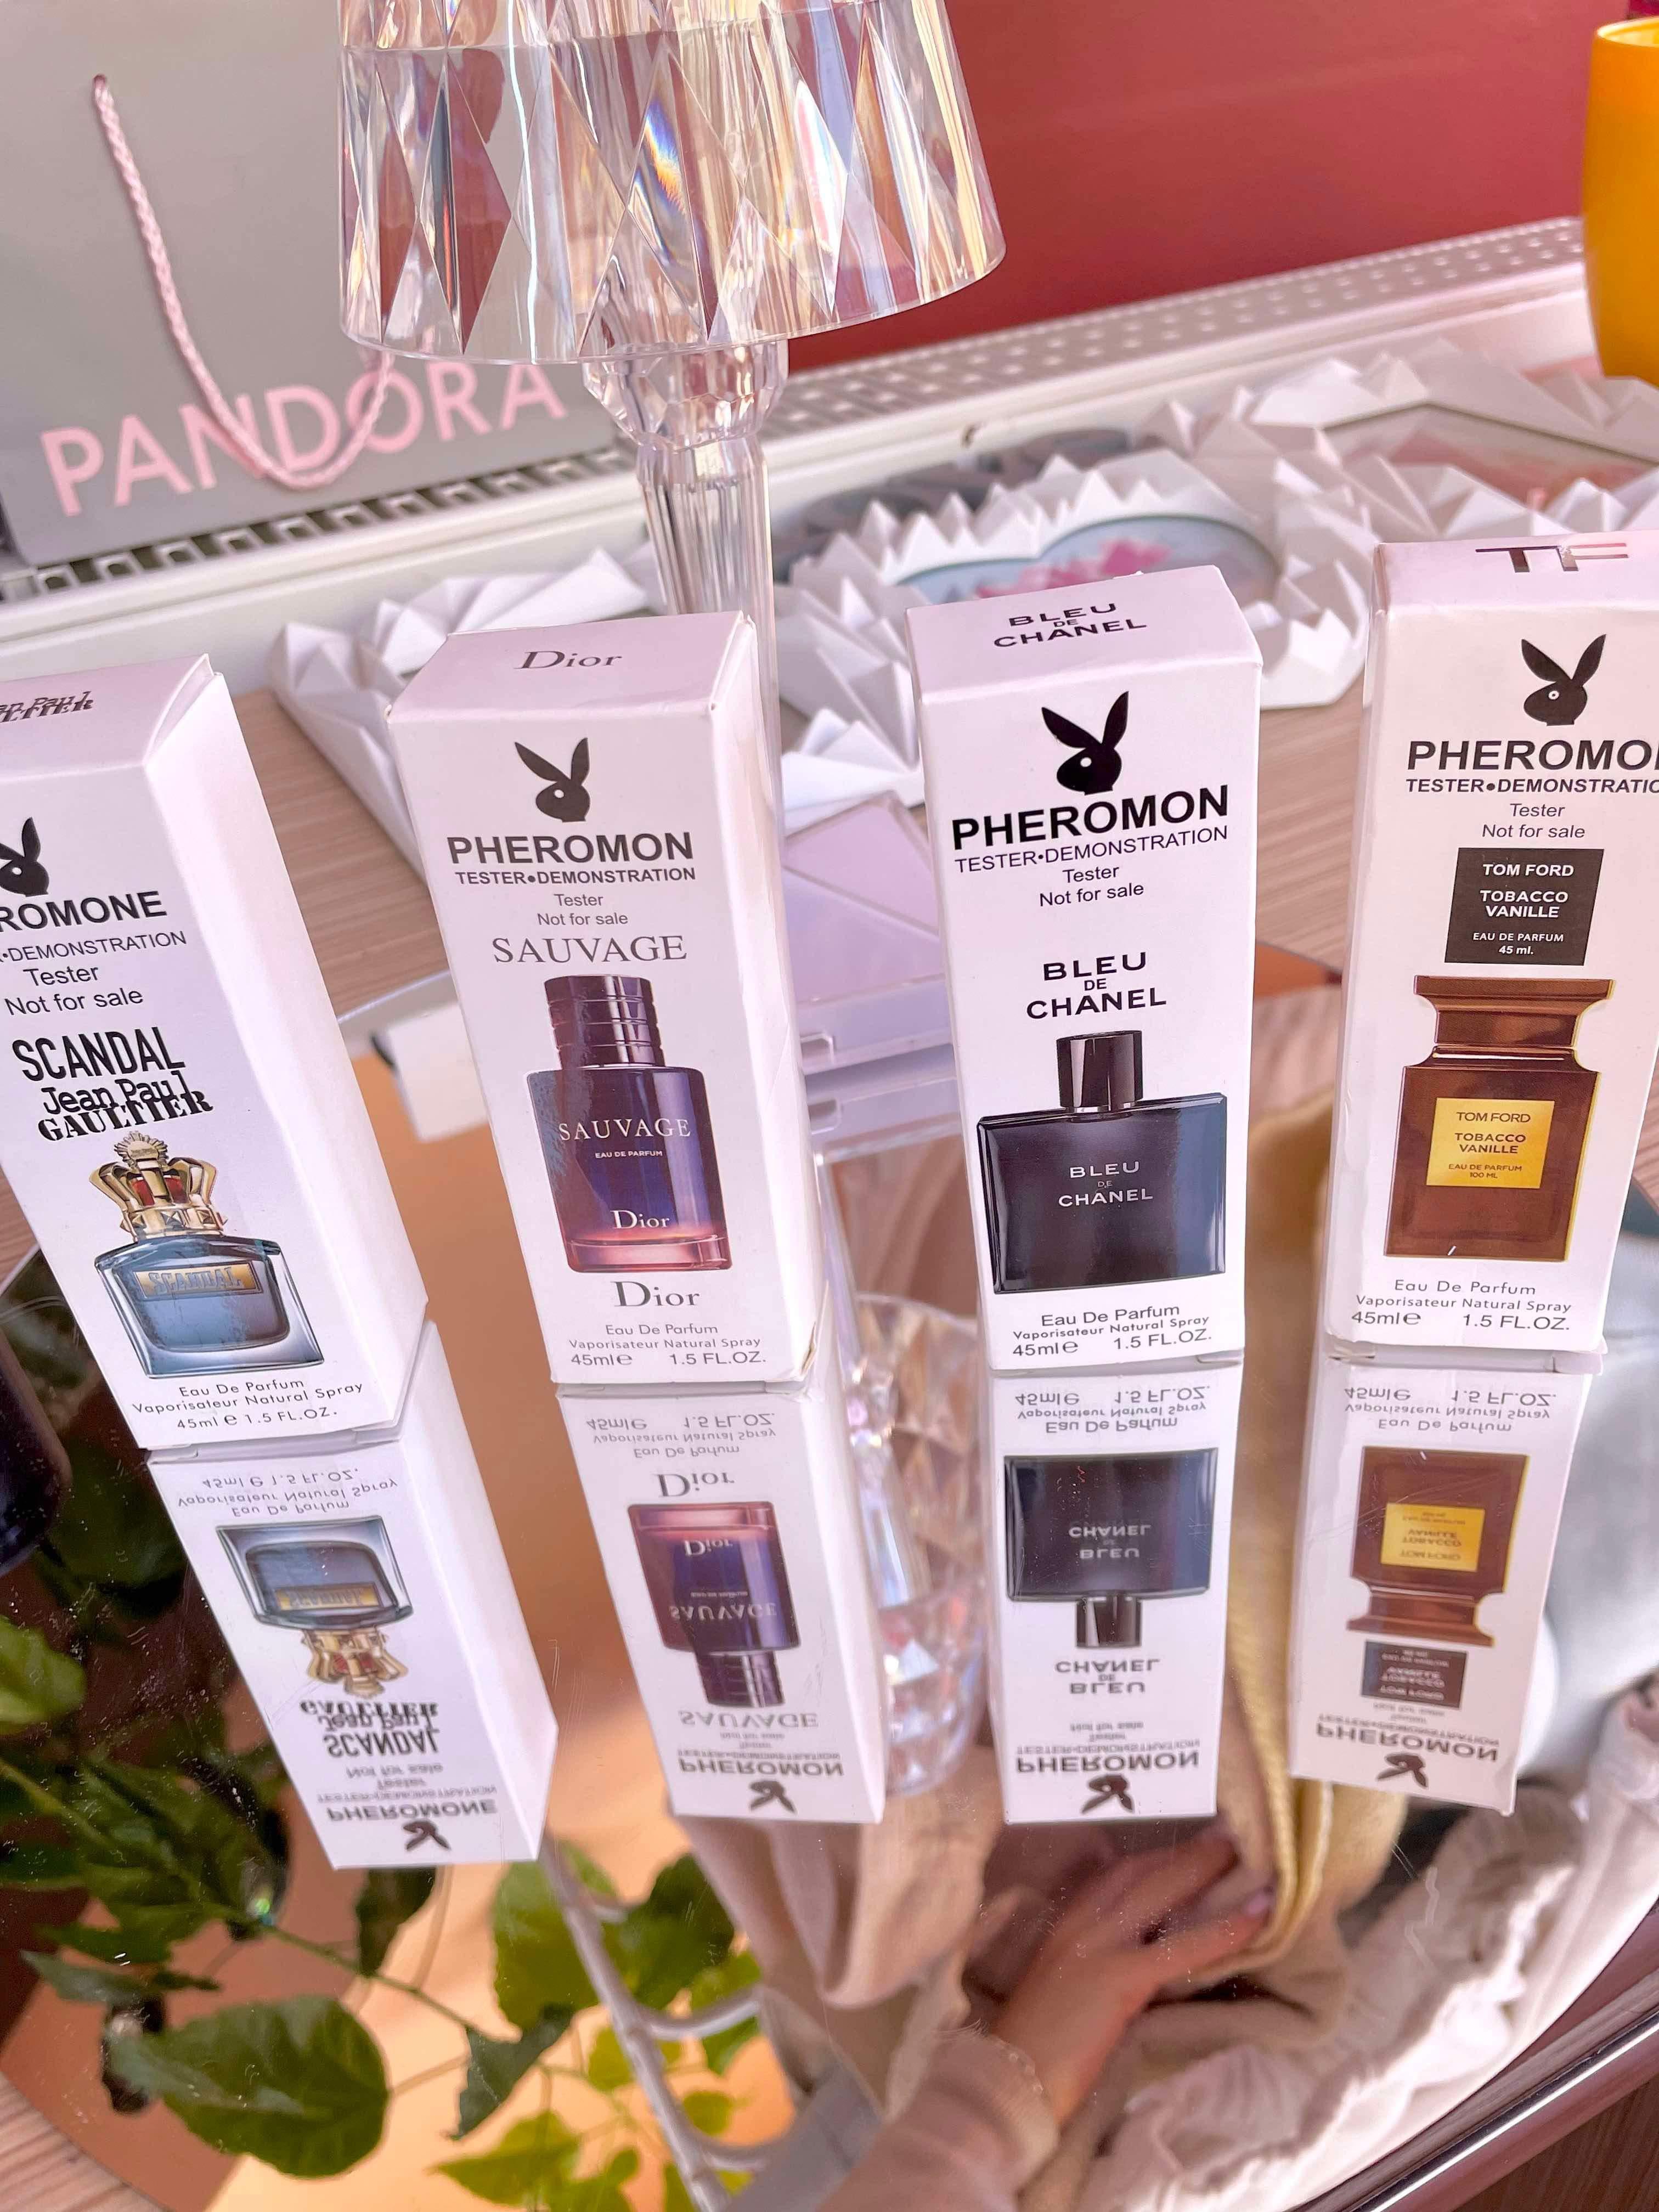 PANDORA
Jean Paul
GAULTIER
ROMONE
•DEMONSTRATION
Tester
Not for sale
SCANDAL
Jean Paul
GAULTIER
SCANDAL
Eau De Parfum
Vaporisateur Natural Spray
45ml e 1.5 FL.OZ.
Dior
PHEROMON
TESTER•DEMONSTRATION
Tester
Not for sale
SAUVAGE
SAUVAGE
EAU DE PARFUM
Dior
Dior
Eau De Parfum
Vaporisateur Natural Spray
45ml e 1.5 FL.OZ.
BLEU
DE
CHANEL
PHEROMON
TESTER•DEMONSTRATION
Tester
Not for sale
BLEU
DE
CHANEL
BLEU
DE
CHANEL
Eau De Parfum
Vaporisateur Natural Spray
45ml e 1.5 FL.OZ.
TF
PHEROMO
TESTER•DEMONSTRATIO
Tester
Not for sale
TOM FORD
TOBACCO
VANILLE
EAU DE PARFUM
45 ml.
TOM FORD
TOBACCO
VANILLE
EAU DE PARFUM
100 ML
Eau De Parfum
Vaporisateur Natural Spray
45ml e 1.5 FL.OZ.